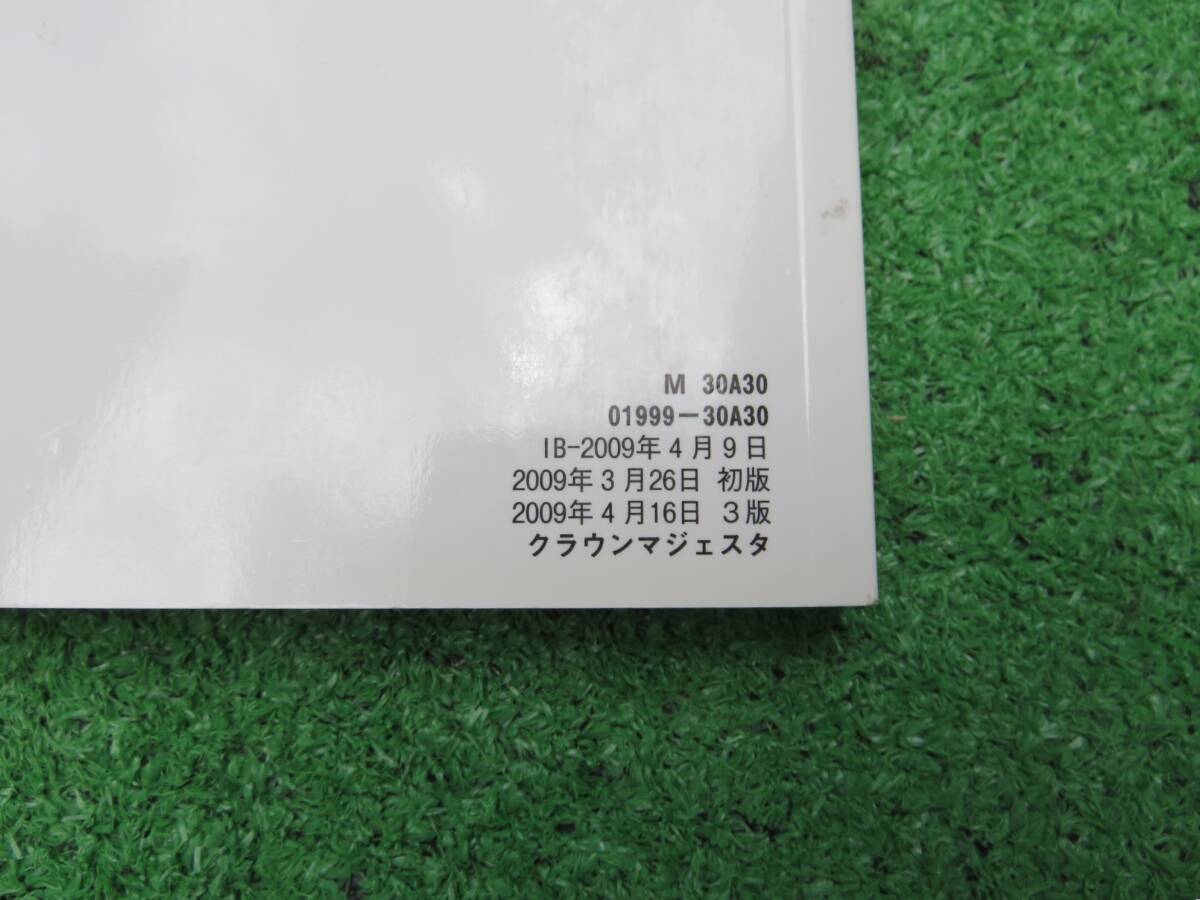 M 30A30
01999-30A30
IB-2009年4月9日
2009年3月26日 初版
2009年4月16日 3版
クラウンマジェスタ